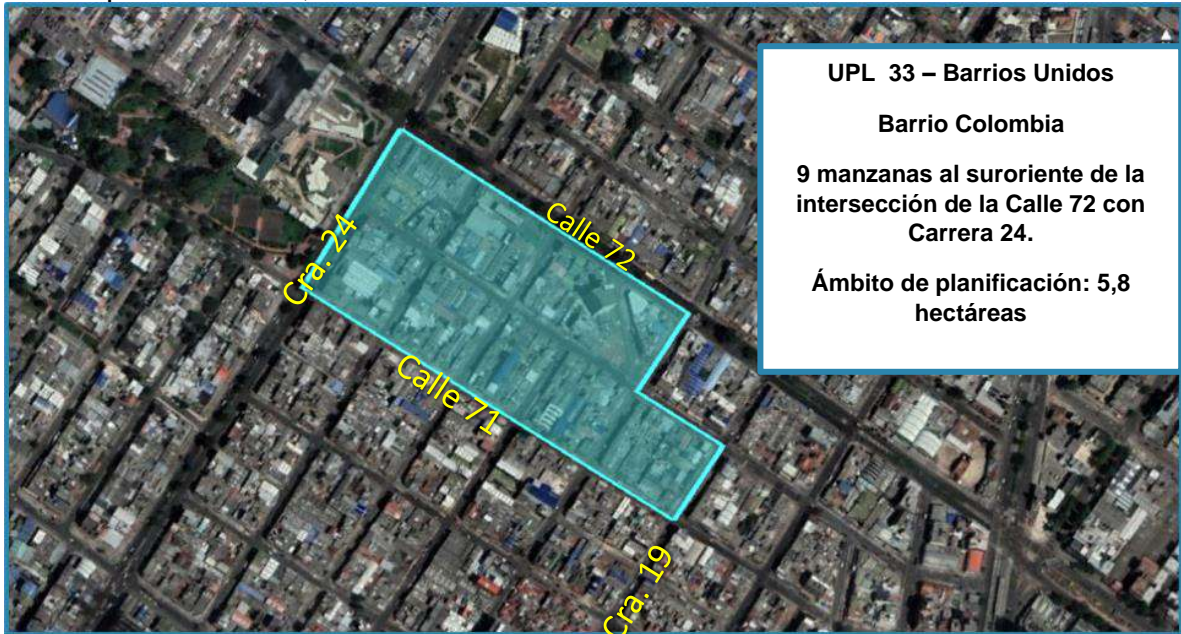 UPL 33 – Barrios Unidos
Barrio Colombia
9 manzanas al suroriente de la
intersección de la Calle 72 con
Carrera 24.
Ámbito de planificación: 5,8
hectáreas
Calle 72
Cra. 24
Calle 71
Cra. 19